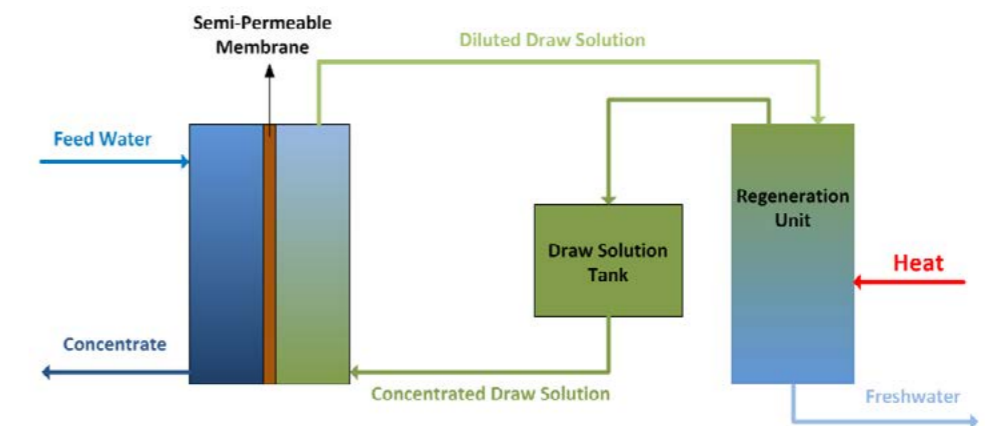 Semi-Permeable
Membrane
Diluted Draw Solution
Feed Water
Regeneration
Unit
Draw Solution
Tank
Heat
Concentrate
Concentrated Draw Solution
Freshwater